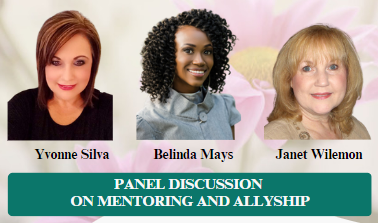 Yvonne Silva Belinda Mays Janet Wilemon
PANEL DISCUSSION
ON MENTORING AND ALLYSHIP